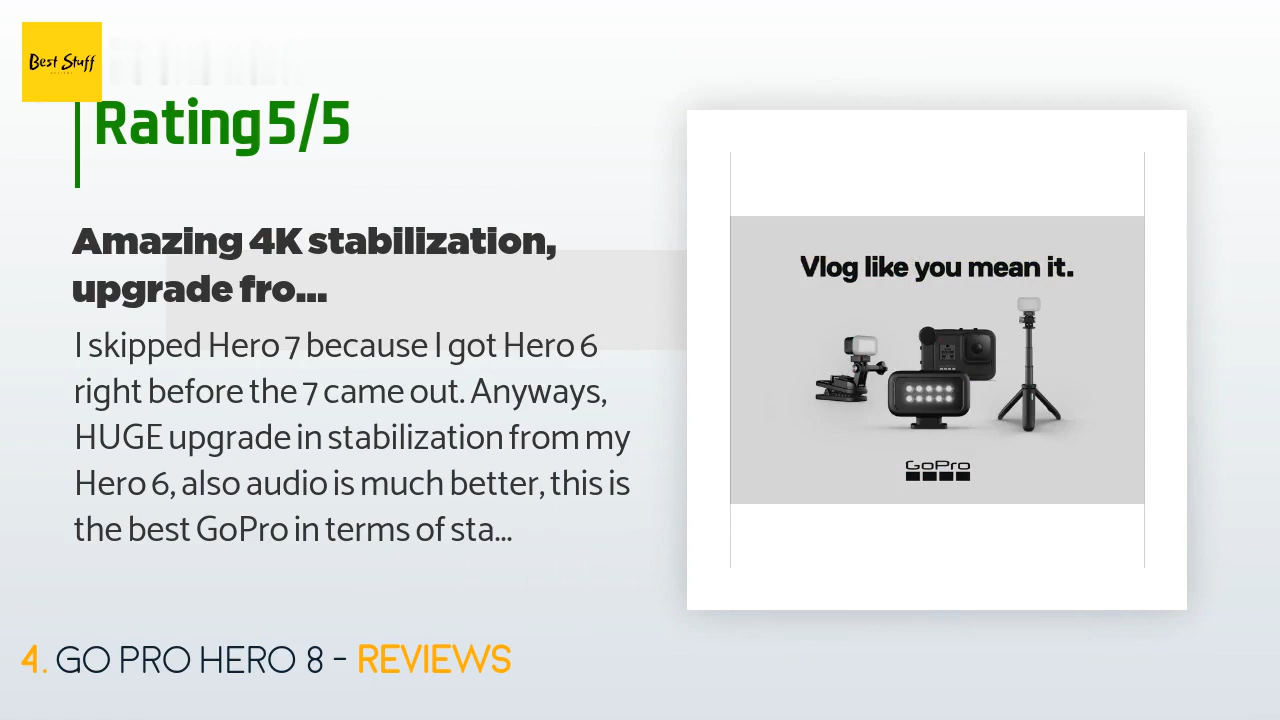 Best Stuff
Rating 5/5
Amazing 4K stabilization,
upgrade fro...
I skipped Hero 7 because I got Hero 6
right before the 7 came out. Anyways,
HUGE upgrade in stabilization from my
Hero 6, also audio is much better, this is
the best GoPro in terms of sta...
Vlog like you mean it.
GoPro
4. GO PRO HERO 8 - REVIEWS